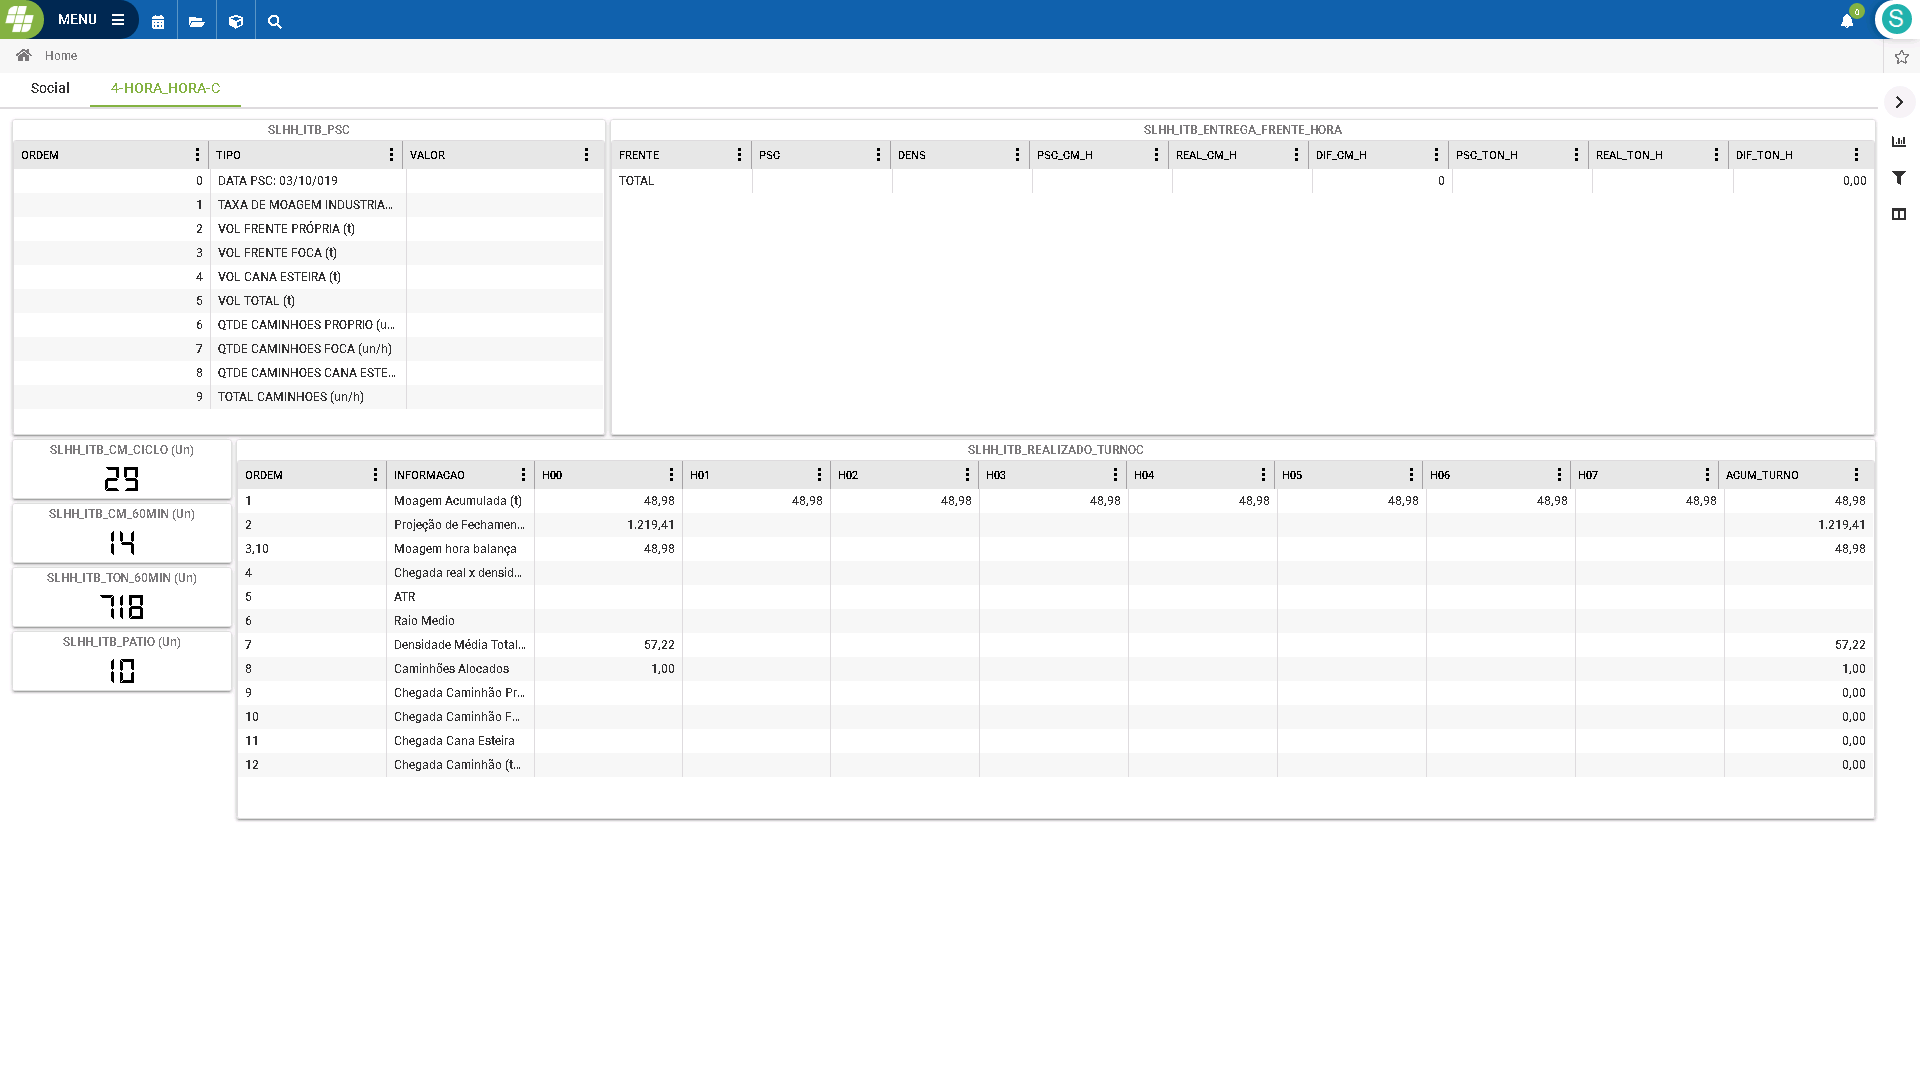 MENU
0
S
Home
Social
4-HORA_HORA-C
SLHH_ITB_PSC
ORDEM TIPO VALOR
0 DATA PSC: 03/10/019
1 TAXA DE MOAGEM INDUSTRIA...
2 VOL FRENTE PRÓPRIA (t)
3 VOL FRENTE FOCA (t)
4 VOL CANA ESTEIRA (t)
5 VOL TOTAL (t)
6 QTDE CAMINHOES PROPRIO (u...
7 QTDE CAMINHOES FOCA (un/h)
8 QTDE CAMINHOES CANA ESTE...
9 TOTAL CAMINHOES (un/h)
SLHH_ITB_ENTREGA_FRENTE_HORA
FRENTE PSC DENS PSC_CM_H REAL_CM_H DIF_CM_H PSC_TON_H REAL_TON_H DIF_TON_H
TOTAL 0 0,00
SLHH_ITB_CM_CICLO (Un)
29
SLHH_ITB_CM_60MIN (Un)
14
SLHH_ITB_TON_60MIN (Un)
718
SLHH_ITB_PATIO (Un)
10
SLHH_ITB_REALIZADO_TURNOC
ORDEM INFORMACAO H00 H01 H02 H03 H04 H05 H06 H07 ACUM_TURNO
1 Moagem Acumulada (t) 48,98 48,98 48,98 48,98 48,98 48,98 48,98 48,98 48,98
2 Projeção de Fechamen... 1.219,41 1.219,41
3,10 Moagem hora balança 48,98 48,98
4 Chegada real x densid...
5 ATR
6 Raio Medio
7 Densidade Média Total... 57,22 57,22
8 Caminhões Alocados 1,00 1,00
9 Chegada Caminhão Pr... 0,00
10 Chegada Caminhão F... 0,00
11 Chegada Cana Esteira 0,00
12 Chegada Caminhão (t... 0,00